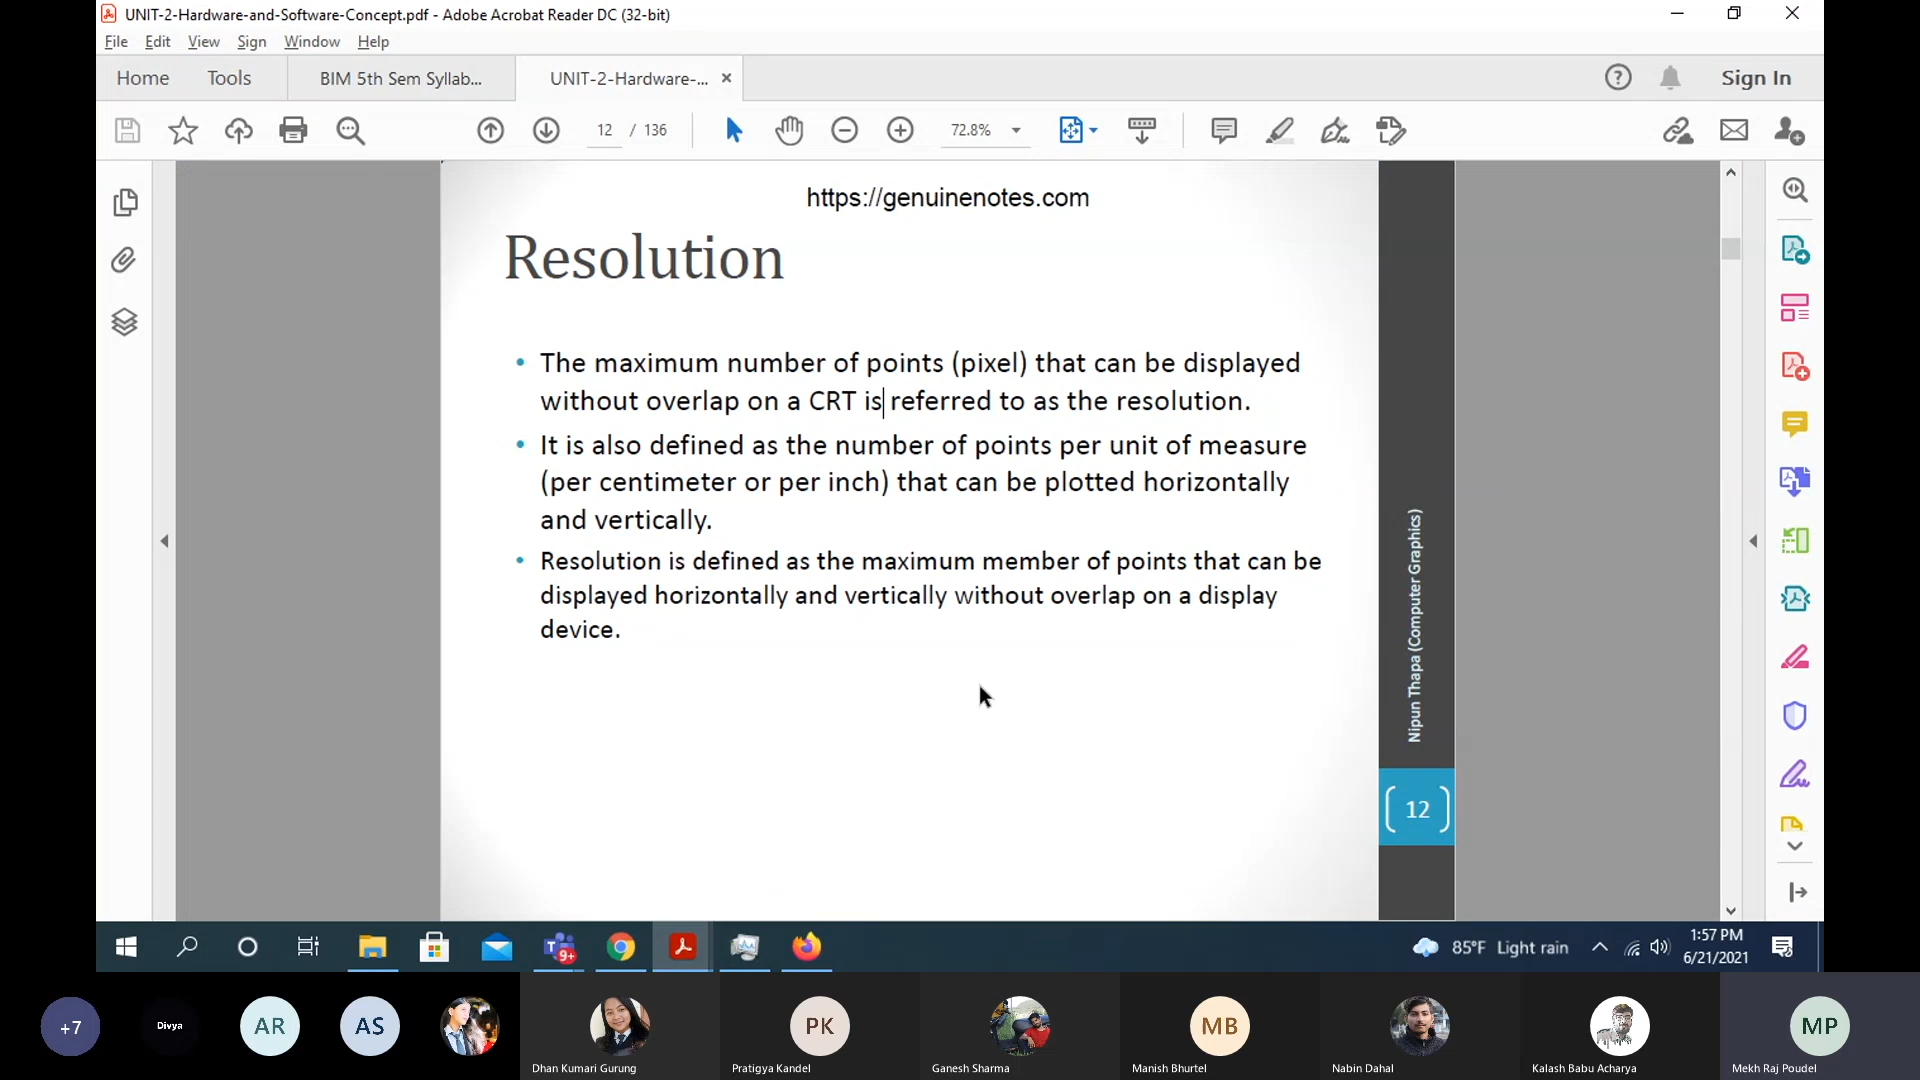 UNIT-2-Hardware-and-Software-Concept.pdf - Adobe Acrobat Reader DC (32-bit)
File Edit View Sign Window Help
Home Tools BIM 5th Sem Syllab... UNIT-2-Hardware-... × Sign In
12 / 136 72.8%
https://genuinenotes.com
Resolution
• The maximum number of points (pixel) that can be displayed
without overlap on a CRT is referred to as the resolution.
• It is also defined as the number of points per unit of measure
(per centimeter or per inch) that can be plotted horizontally
and vertically.
• Resolution is defined as the maximum member of points that can be
displayed horizontally and vertically without overlap on a display
device.
Nipun Thapa (Computer Graphics)
12
9+
85°F Light rain
1:57 PM
6/21/2021
+7 Divya AR AS PK MB MP
Dhan Kumari Gurung Pratigya Kandel Ganesh Sharma Manish Bhurtel Nabin Dahal Kalash Babu Acharya Mekh Raj Poudel